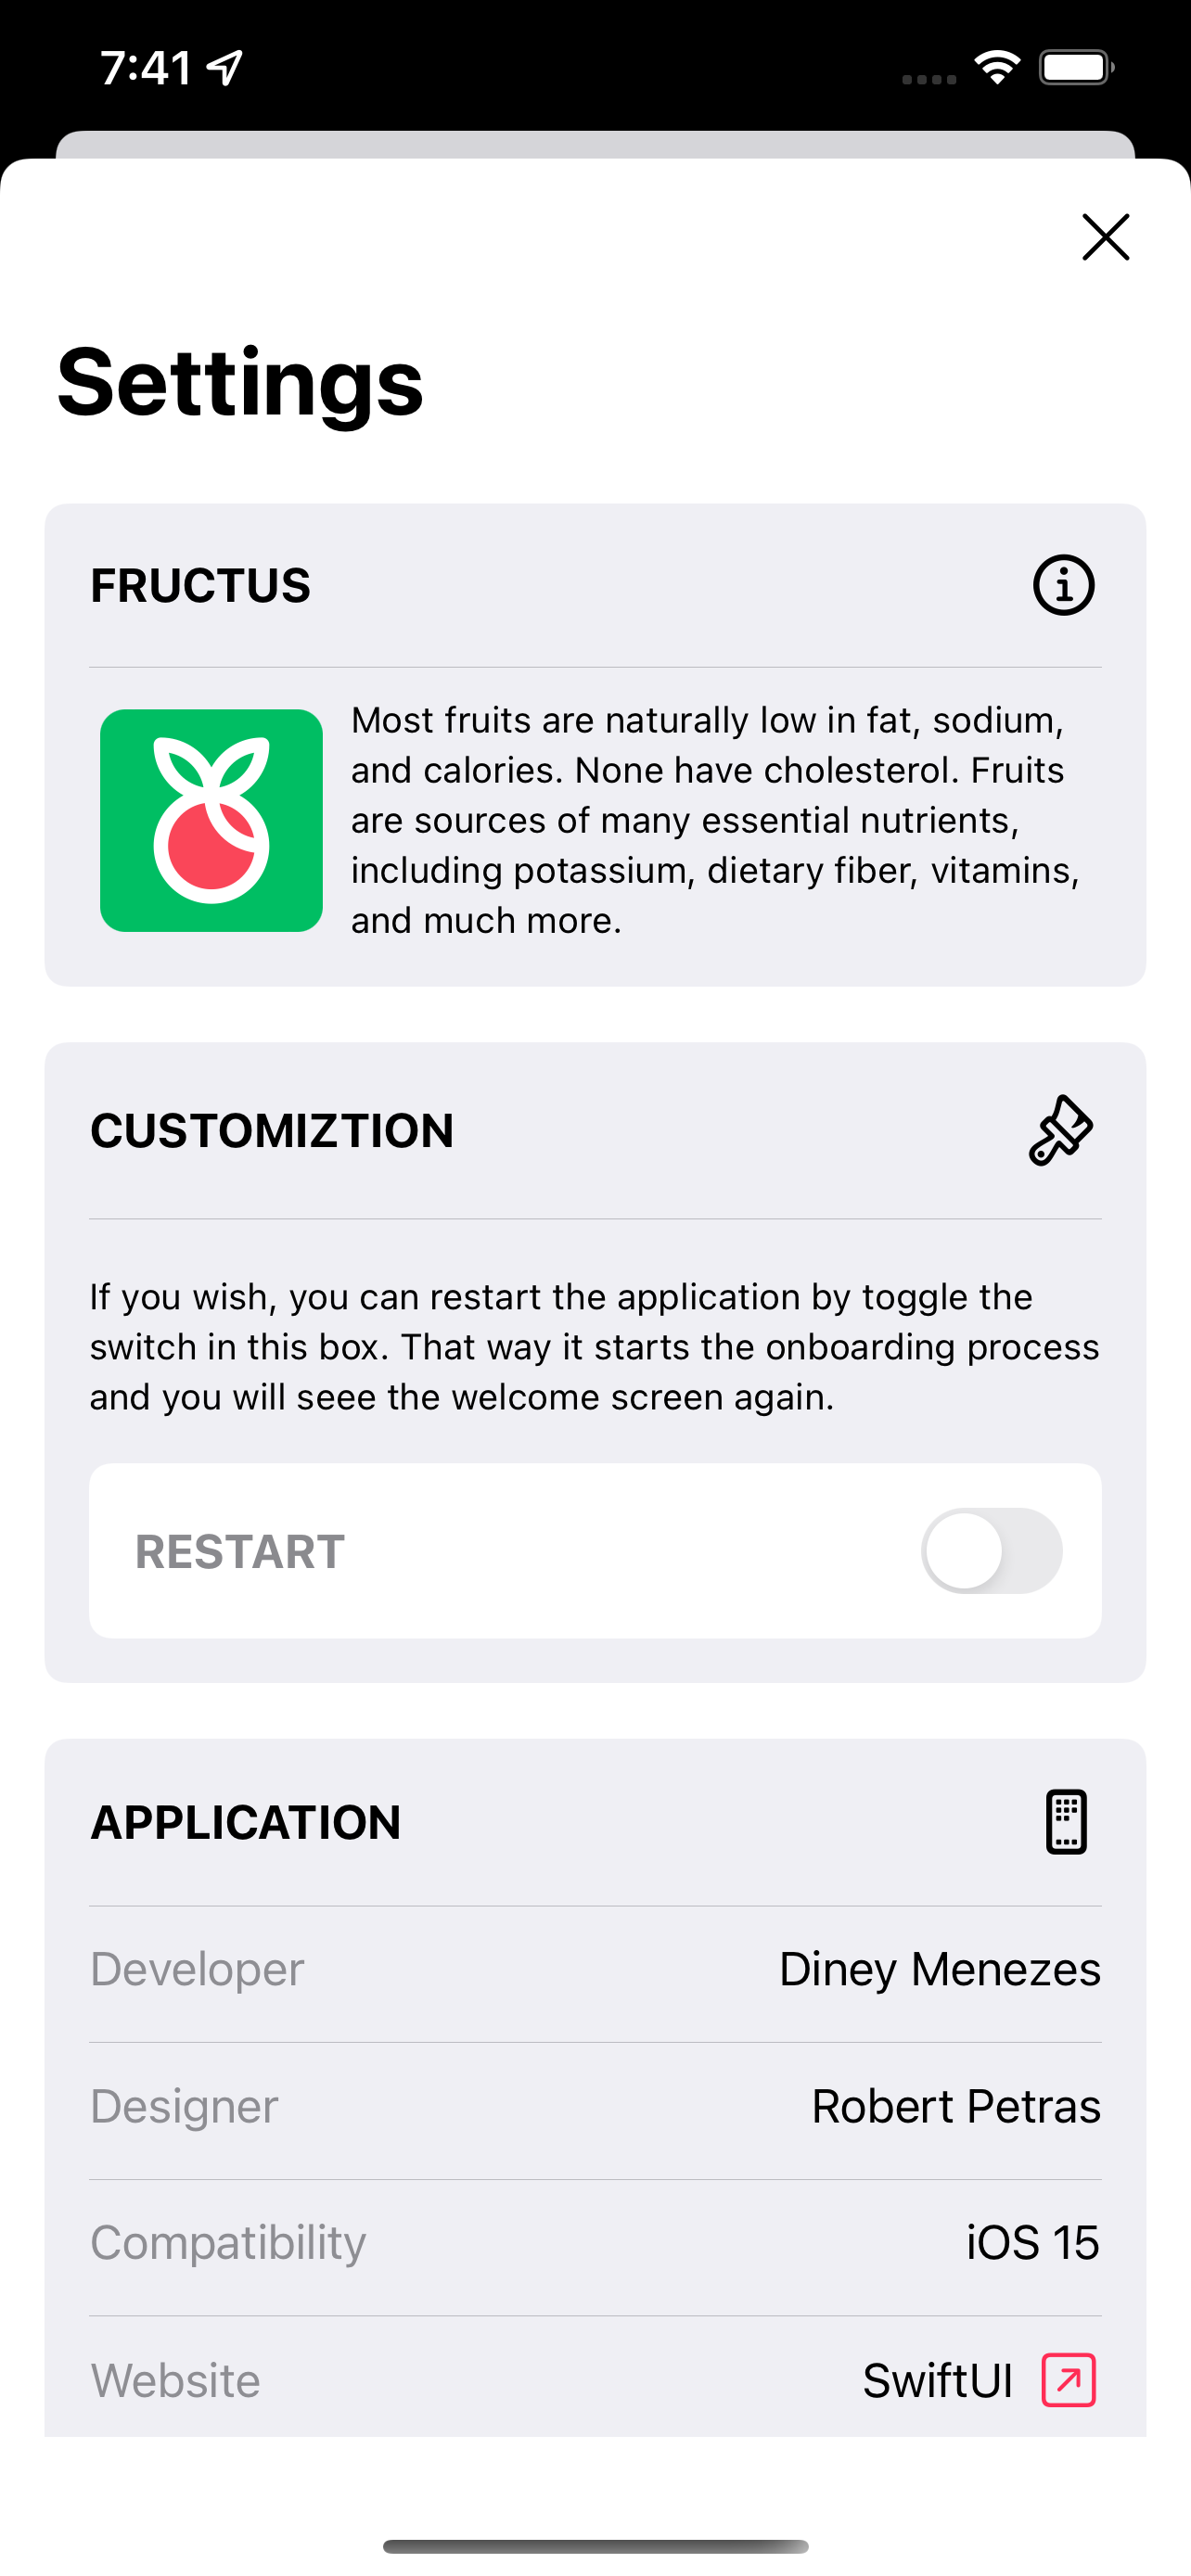 7:41
Settings
FRUCTUS
Most fruits are naturally low in fat, sodium,
and calories. None have cholesterol. Fruits
are sources of many essential nutrients,
including potassium, dietary fiber, vitamins,
and much more.
CUSTOMIZTION
If you wish, you can restart the application by toggle the
switch in this box. That way it starts the onboarding process
and you will seee the welcome screen again.
RESTART
APPLICATION
Developer Diney Menezes
Designer Robert Petras
Compatibility iOS 15
Website SwiftUI